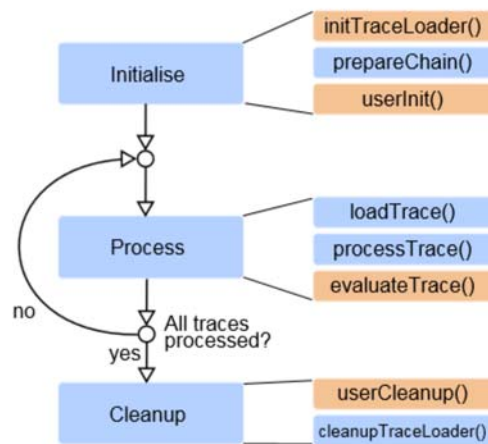 initTraceLoader()
Initialise
prepareChain()
userInit()
loadTrace()
Process
processTrace()
evaluateTrace()
no
All traces
processed?
yes
userCleanup()
Cleanup
cleanupTraceLoader()